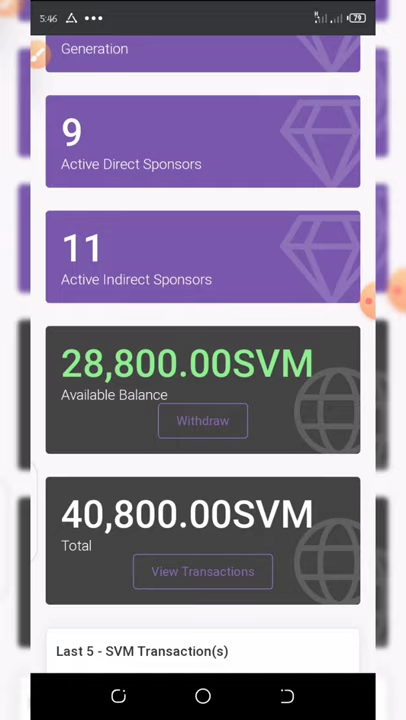 5:46
79
Generation
9
Active Direct Sponsors
11
Active Indirect Sponsors
28,800.00SVM
Available Balance
Withdraw
40,800.00SVM
Total
View Transactions
Last 5 - SVM Transaction(s)